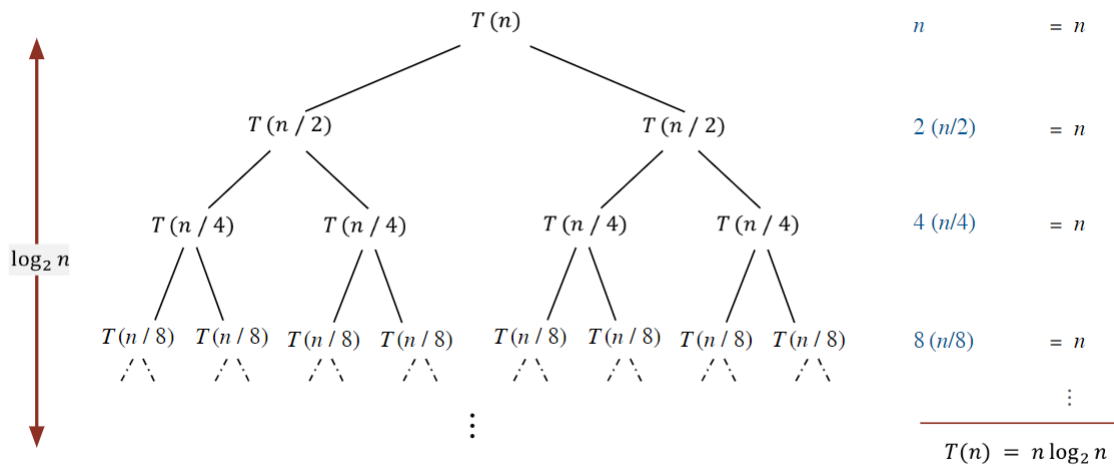 T (n) n = n
T (n / 2) T (n / 2) 2 (n/2) = n
T (n / 4) T (n / 4) T (n / 4) T (n / 4) 4 (n/4) = n
log₂ n
T (n / 8) T (n / 8) T (n / 8) T (n / 8) T (n / 8) T (n / 8) T (n / 8) T (n / 8) 8 (n/8) = n
⋮
⋮
T(n) = n log₂ n